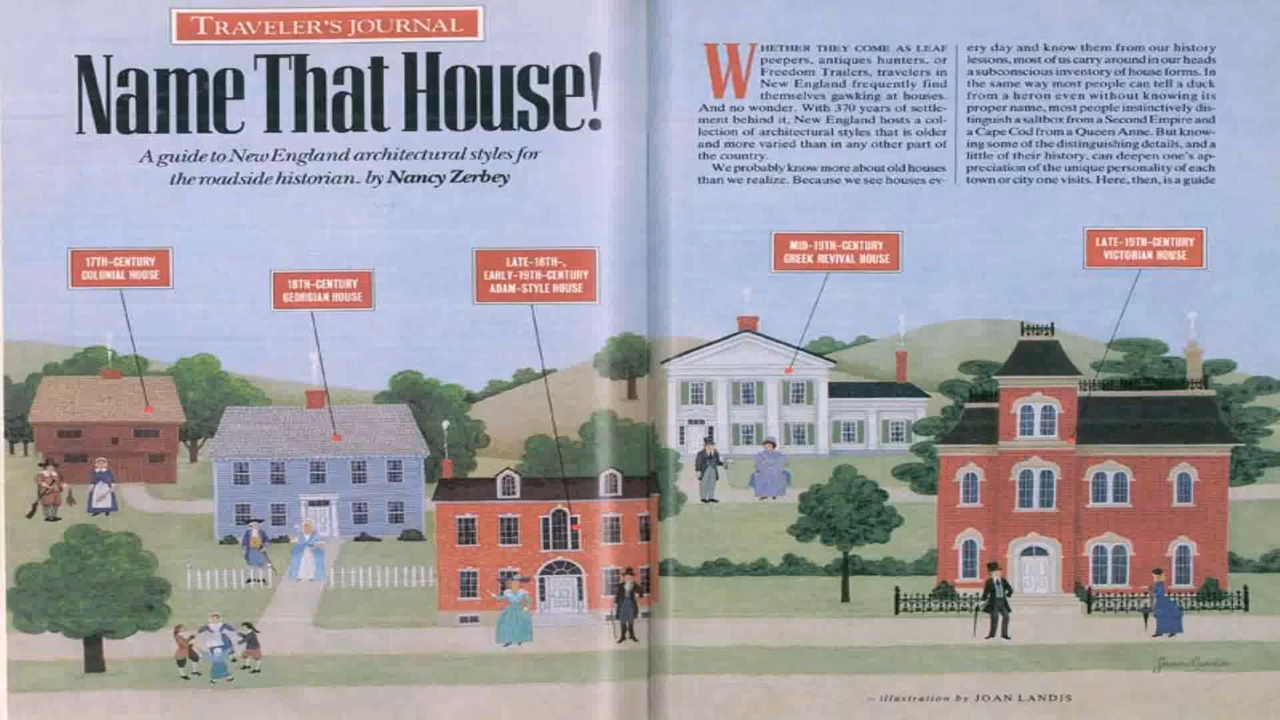 TRAVELER'S JOURNAL
Name That House!
A guide to New England architectural styles for
the roadside historian. by Nancy Zerbey
WHETHER THEY COME AS LEAF
peepers, antiques hunters, or
Freedom Trailers, travelers in
New England frequently find
themselves gawking at houses.
And no wonder. With 370 years of settle-
ment behind it, New England hosts a col-
lection of architectural styles that is older
and more varied than in any other part of
the country.
We probably know more about old houses
than we realize. Because we see houses ev-
ery day and know them from our history
lessons, most of us carry around in our heads
a subconscious inventory of house forms. In
the same way most people can tell a duck
from a heron even without knowing its
proper name, most people instinctively dis-
tinguish a saltbox from a Second Empire and
a Cape Cod from a Queen Anne. But know-
ing some of the distinguishing details, and a
little of their history, can deepen one's ap-
preciation of the unique personality of each
town or city one visits. Here, then, is a guide
17TH-CENTURY
COLONIAL HOUSE
18TH-CENTURY
GEORGIAN HOUSE
LATE-18TH-,
EARLY-19TH-CENTURY
ADAM-STYLE HOUSE
MID-19TH-CENTURY
GREEK REVIVAL HOUSE
LATE-19TH-CENTURY
VICTORIAN HOUSE
– illustration by JOAN LANDIS